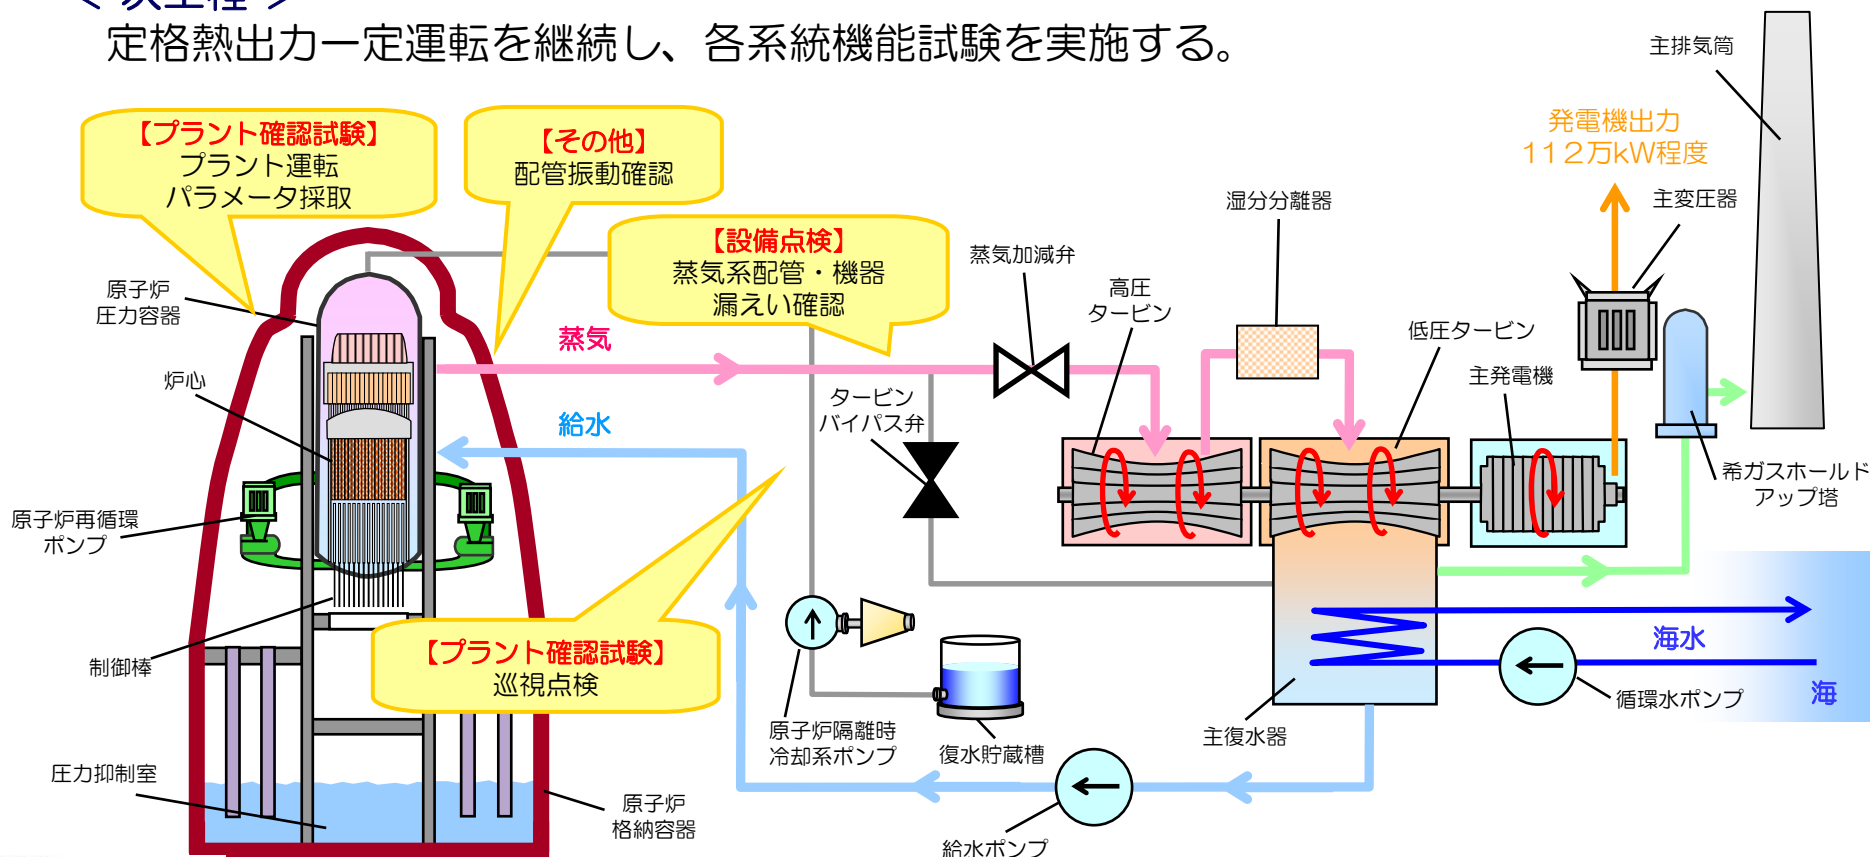 ＜ 次工程 ＞
定格熱出力一定運転を継続し、各系統機能試験を実施する。
主排気筒
【プラント確認試験】
プラント運転
パラメータ採取
【その他】
配管振動確認
発電機出力
１１２万kW程度
湿分分離器
主変圧器
【設備点検】
蒸気系配管・機器
漏えい確認
蒸気加減弁
原子炉
圧力容器
高圧
タービン
蒸気
低圧タービン
炉心
主発電機
タービン
バイパス弁
給水
希ガスホールド
アップ塔
原子炉再循環
ポンプ
制御棒
【プラント確認試験】
巡視点検
海水
海
循環水ポンプ
原子炉隔離時
冷却系ポンプ
復水貯蔵槽
主復水器
圧力抑制室
原子炉
格納容器
給水ポンプ